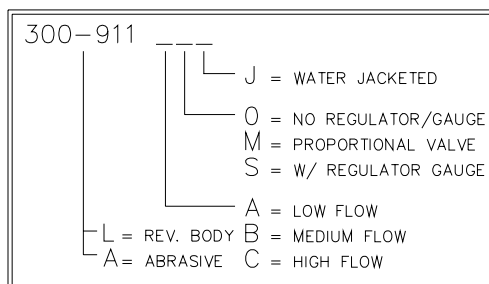 300-911 _ _ _
J = WATER JACKETED
O = NO REGULATOR/GAUGE
M = PROPORTIONAL VALVE
S = W/ REGULATOR GAUGE
A = LOW FLOW
L = REV. BODY B = MEDIUM FLOW
A = ABRASIVE C = HIGH FLOW